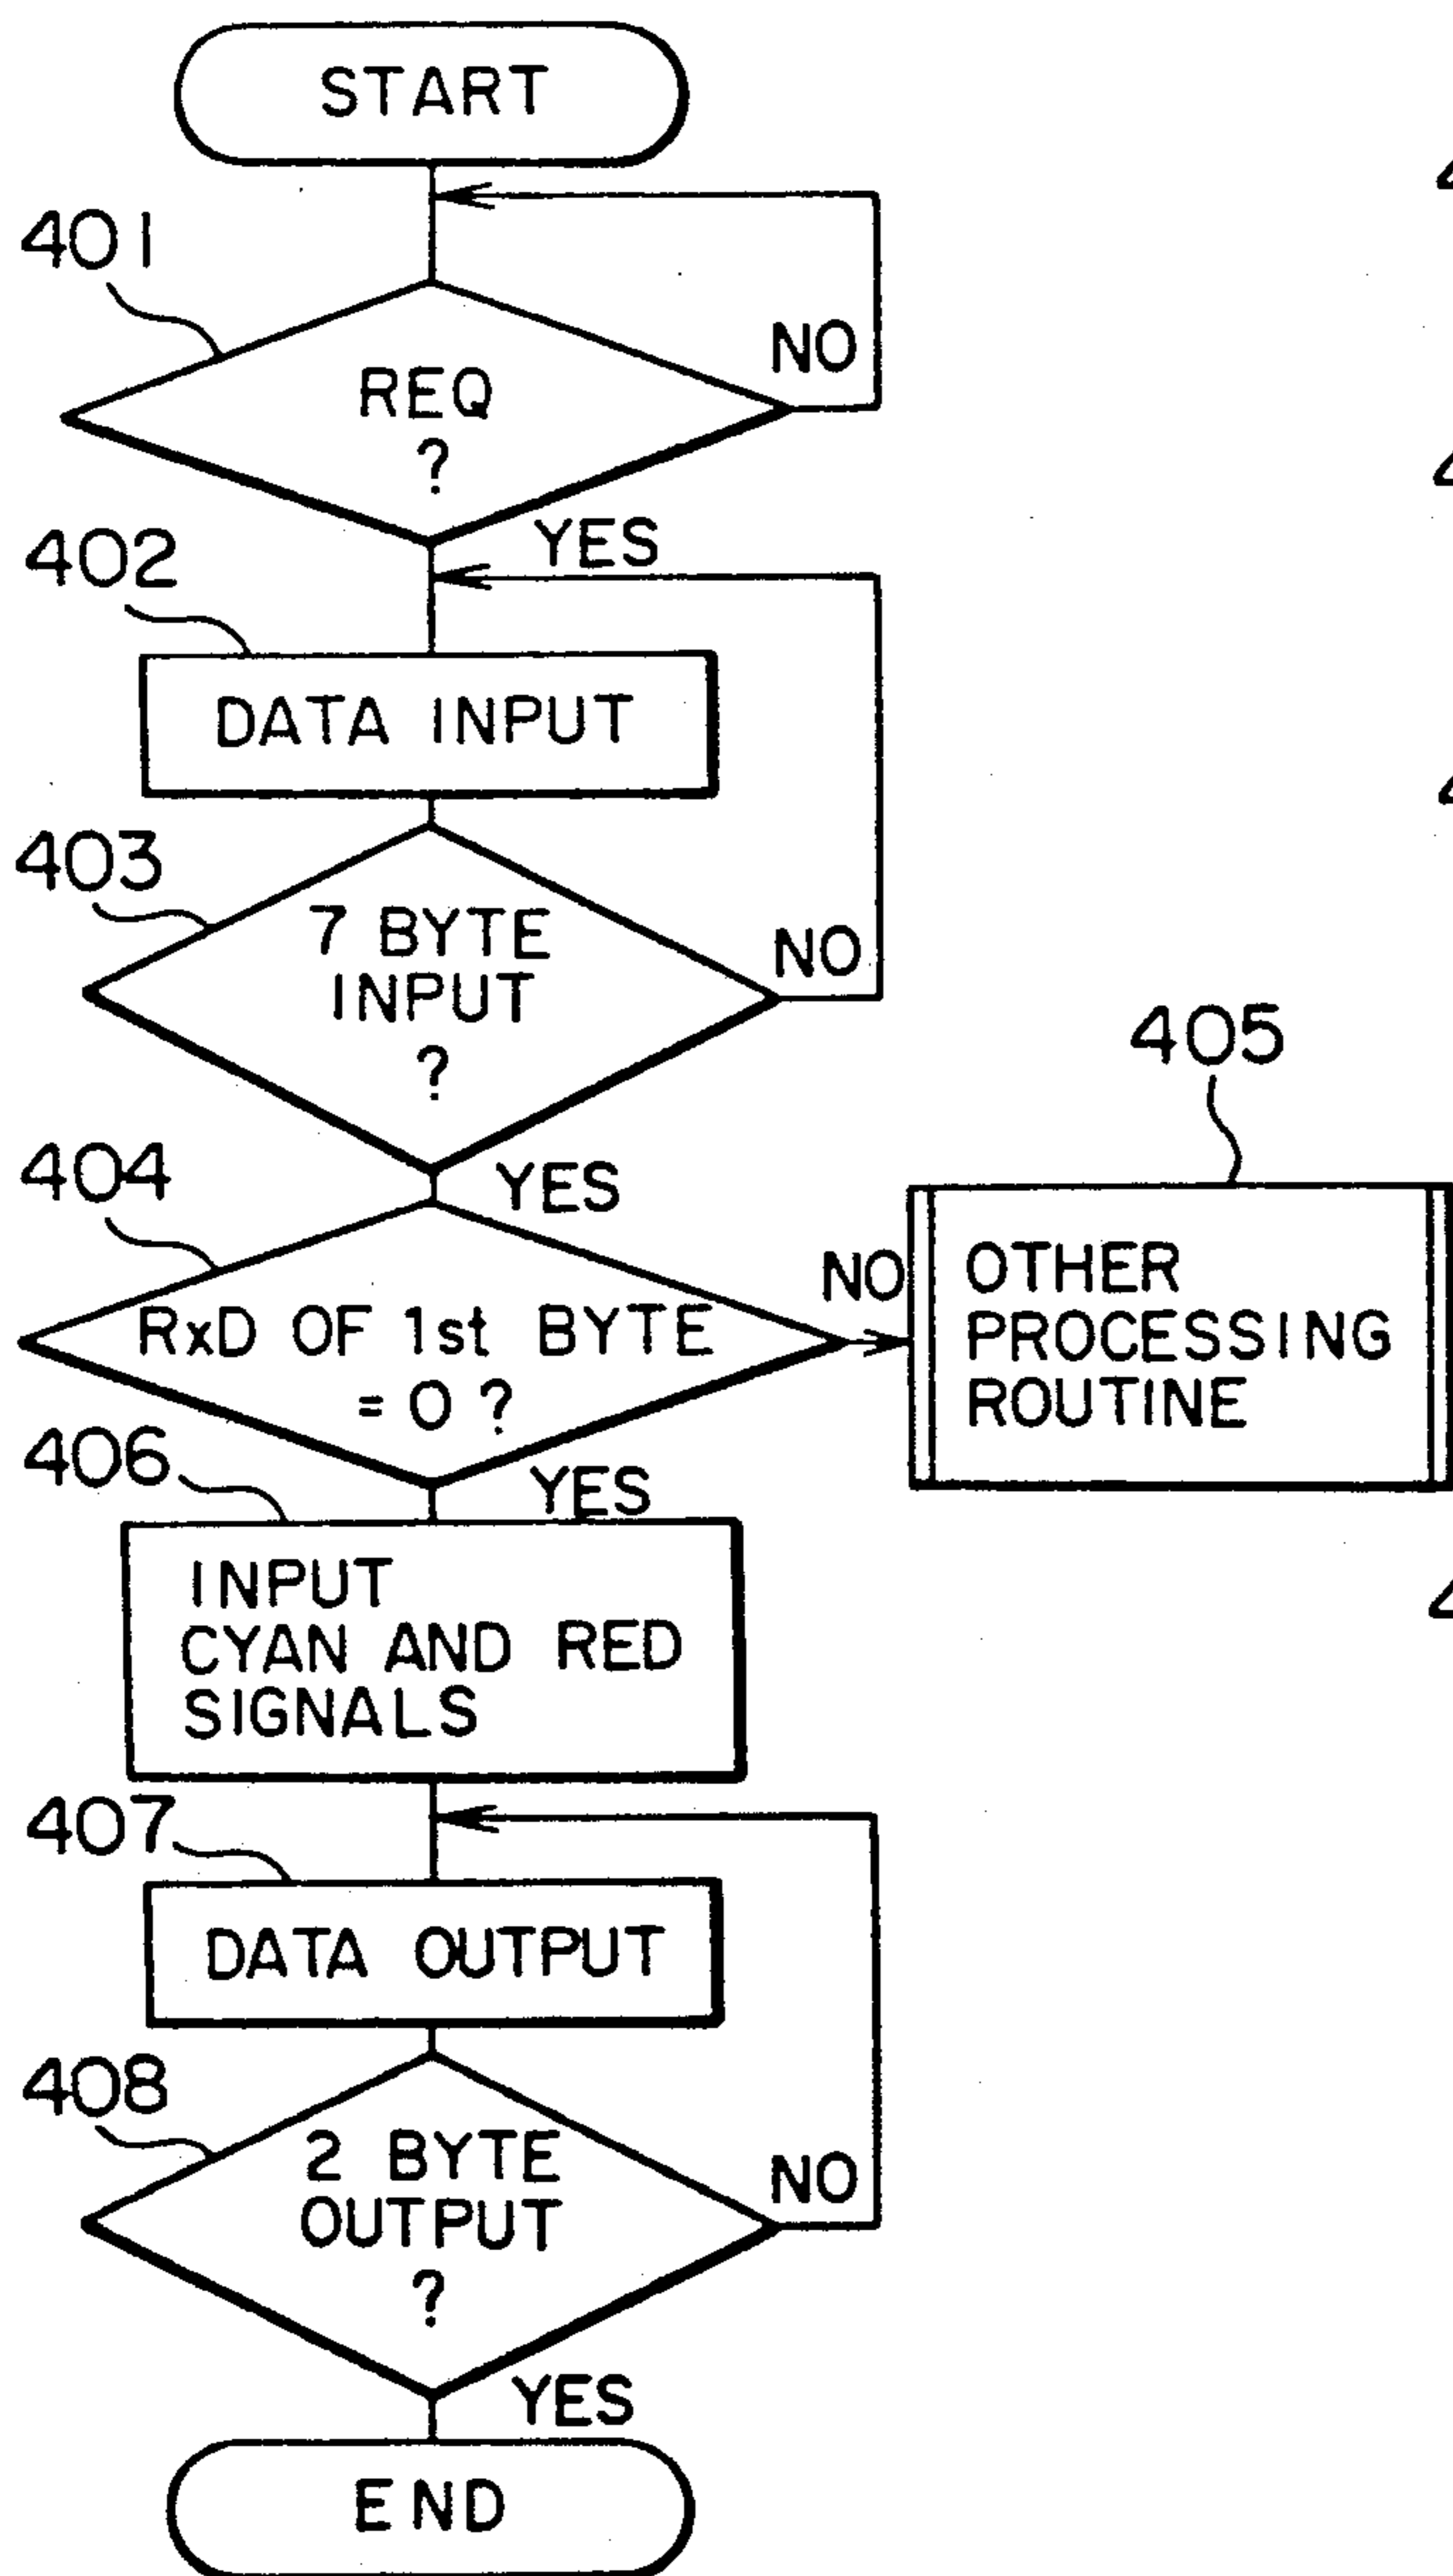 START
401
REQ
?
NO
YES
402
DATA INPUT
403
7 BYTE
INPUT
?
NO
YES
404
RxD OF 1st BYTE
= 0 ?
NO
405
OTHER
PROCESSING
ROUTINE
YES
406
INPUT
CYAN AND RED
SIGNALS
407
DATA OUTPUT
408
2 BYTE
OUTPUT
?
NO
YES
END